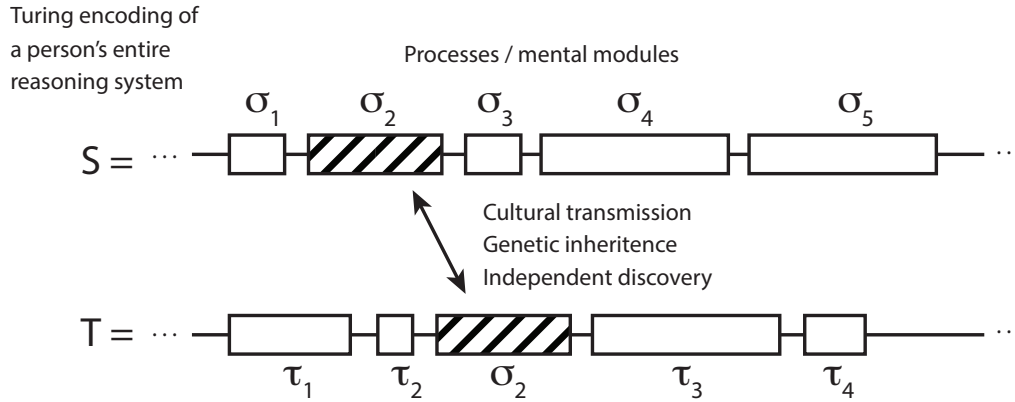 Turing encoding of
a person's entire
reasoning system
Processes / mental modules
σ₁ σ₂ σ₃ σ₄ σ₅
S = ··· ··
Cultural transmission
Genetic inheritence
Independent discovery
T = ··· ··
τ₁ τ₂ σ₂ τ₃ τ₄